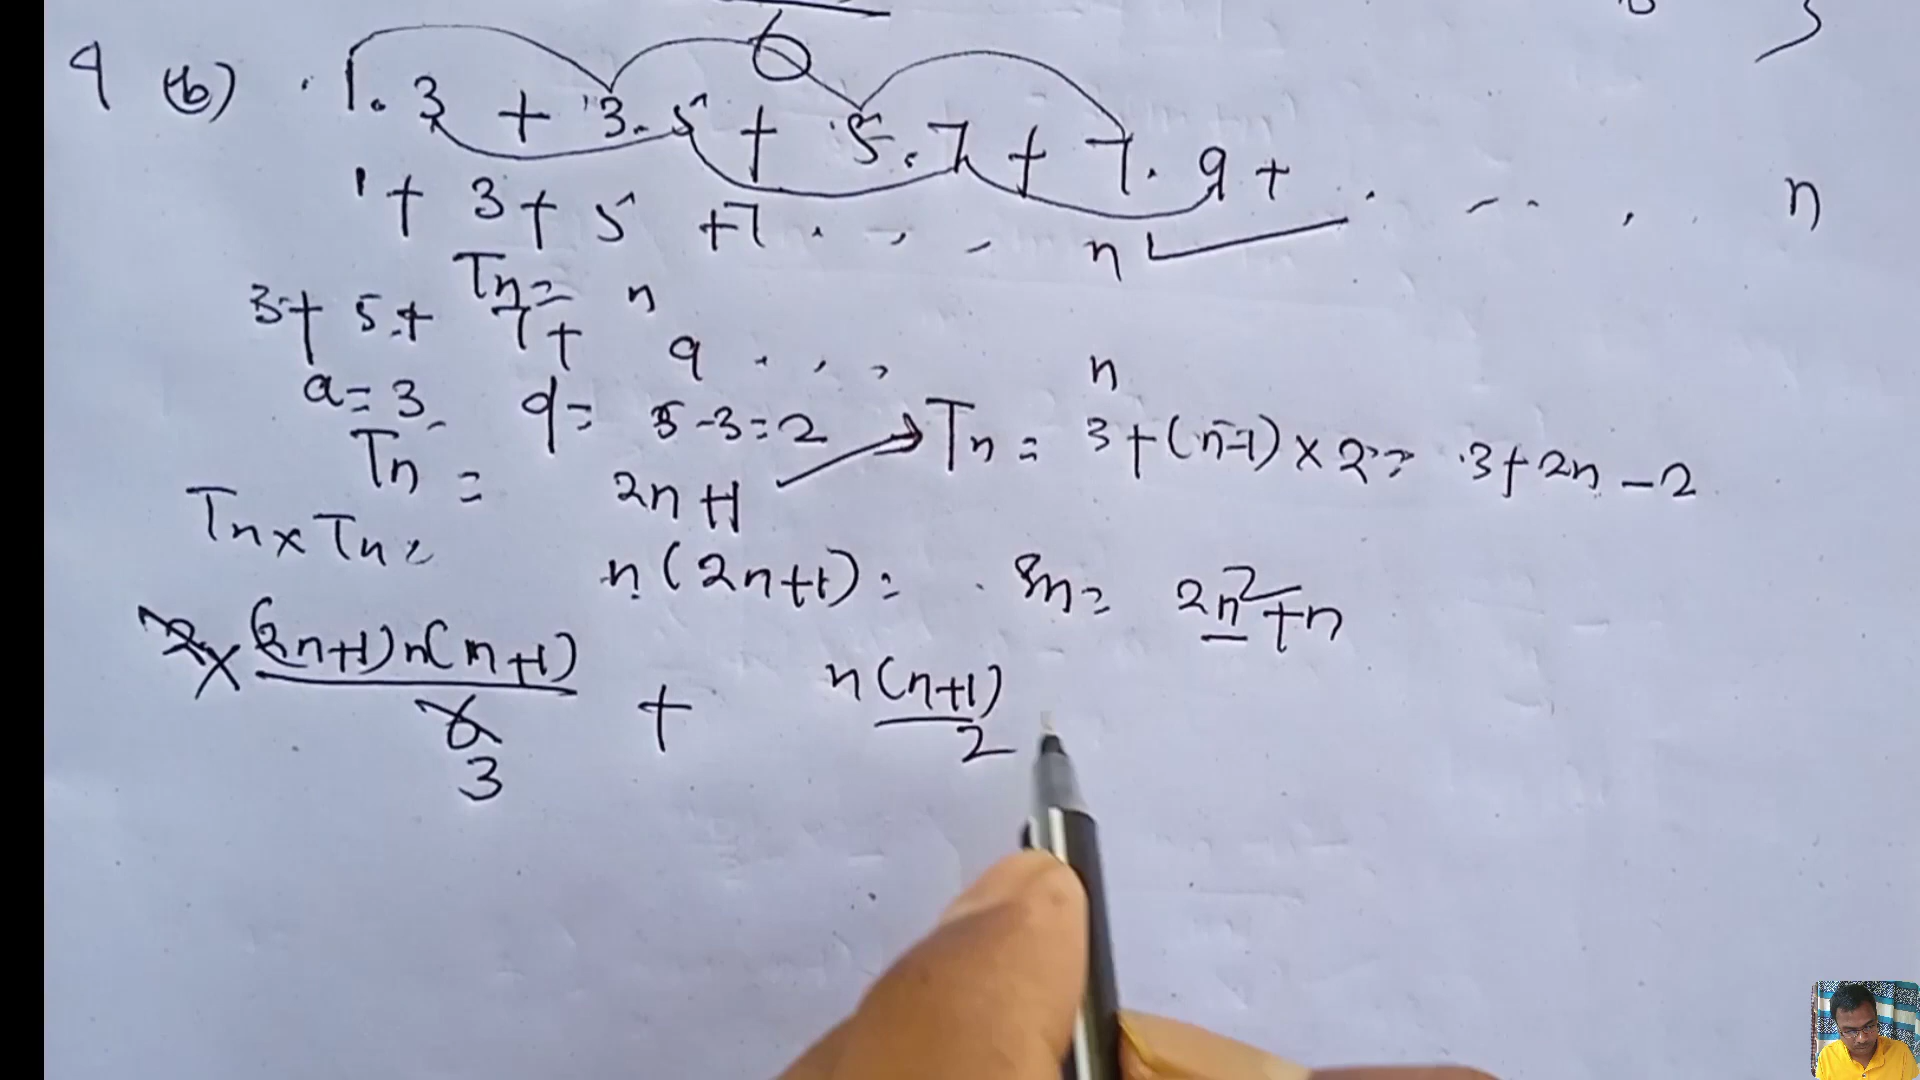 6
9 (b) 1.3 + 3.5 + 5.7 + 7.9 + . . . . n
1 + 3 + 5 + 7 . . . n
Tn = n
3 + 5 + 7 + 9 . . . n
a = 3 d = 5 - 3 = 2 Tn = 3 + (n-1) × 2 = 3 + 2n - 2
Tn = 2n + 1
Tn × Tn = n(2n+1) = Sn = 2n² + n
2 × (2n+1)n(n+1) / 6 + n(n+1) / 2
3